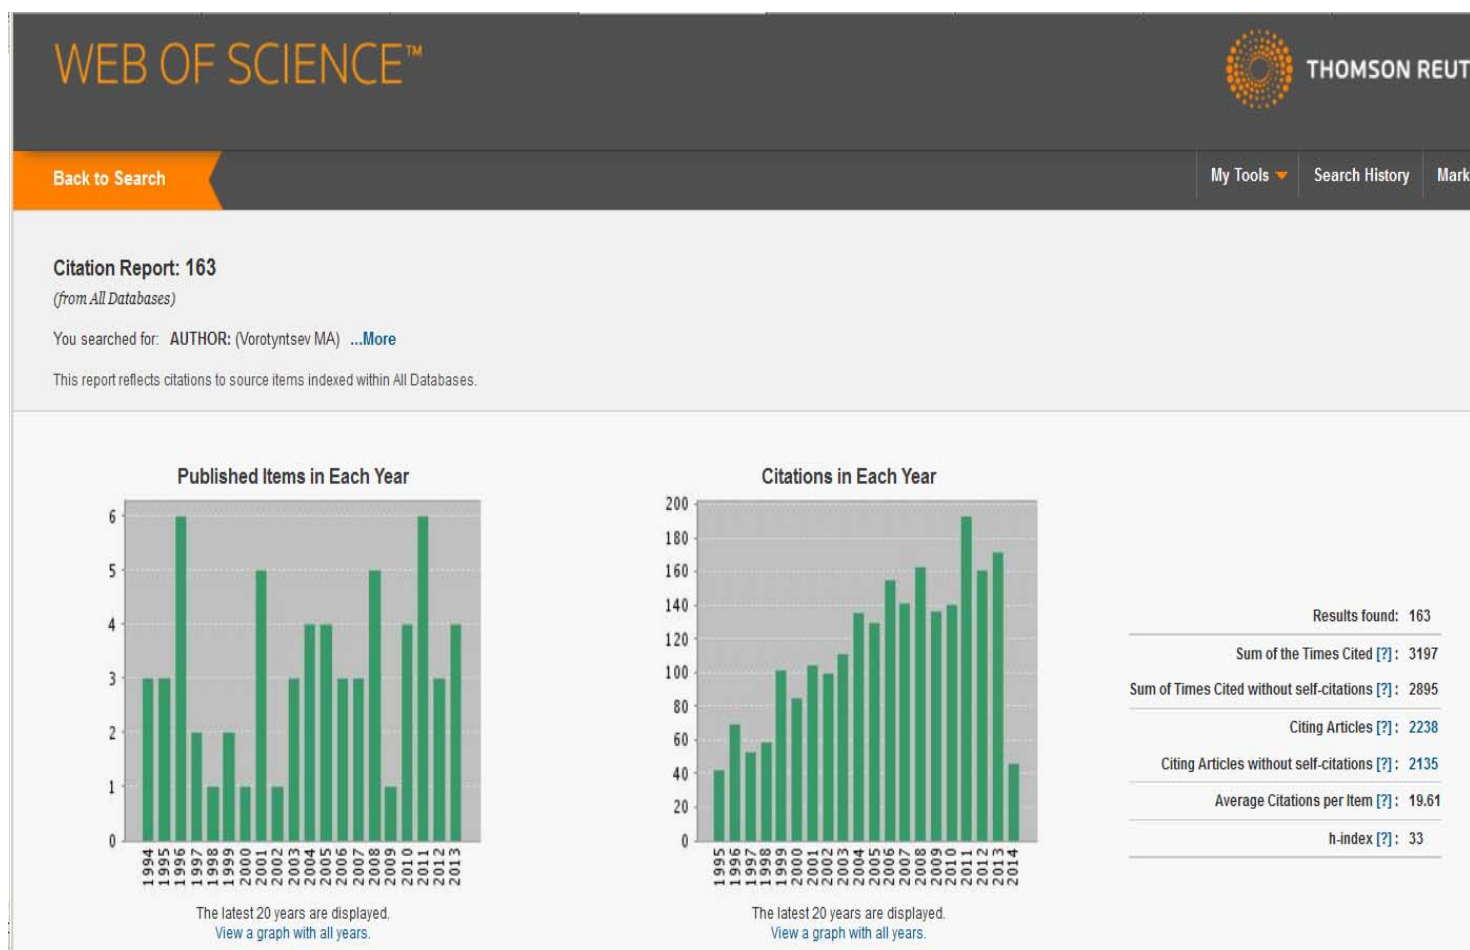 WEB OF SCIENCE™
THOMSON REUT
Back to Search
My Tools
Search History
Mark
Citation Report: 163
(from All Databases)
You searched for: AUTHOR: (Vorotyntsev MA) ...More
This report reflects citations to source items indexed within All Databases.
Published Items in Each Year
6
5
4
3
2
1
0
1994 1995 1996 1997 1998 1999 2000 2001 2002 2003 2004 2005 2006 2007 2008 2009 2010 2011 2012 2013
The latest 20 years are displayed.
View a graph with all years.
Citations in Each Year
200
180
160
140
120
100
80
60
40
20
0
1995 1996 1997 1998 1999 2000 2001 2002 2003 2004 2005 2006 2007 2008 2009 2010 2011 2012 2013 2014
The latest 20 years are displayed.
View a graph with all years.
Results found: 163
Sum of the Times Cited [?] : 3197
Sum of Times Cited without self-citations [?] : 2895
Citing Articles [?] : 2238
Citing Articles without self-citations [?] : 2135
Average Citations per Item [?] : 19.61
h-index [?] : 33